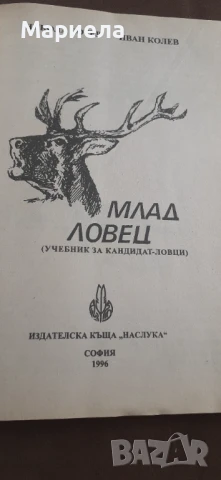 Мариела
ИВАН КОЛЕВ
МЛАД
ЛОВЕЦ
(УЧЕБНИК ЗА КАНДИДАТ-ЛОВЦИ)
ИЗДАТЕЛСКА КЪЩА „НАСЛУКА"
СОФИЯ
1996
BAZAR